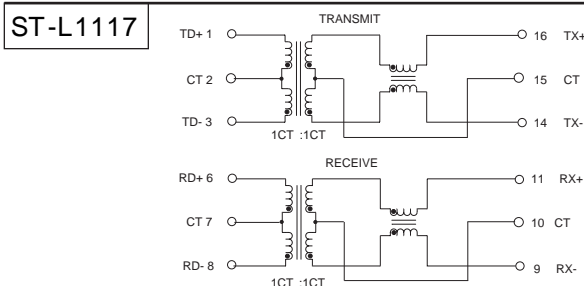 ST-L1117
TRANSMIT
TD+ 1
16 TX+
CT 2
15 CT
TD- 3
14 TX-
1CT :1CT
RECEIVE
RD+ 6
11 RX+
CT 7
10 CT
RD- 8
9 RX-
1CT :1CT